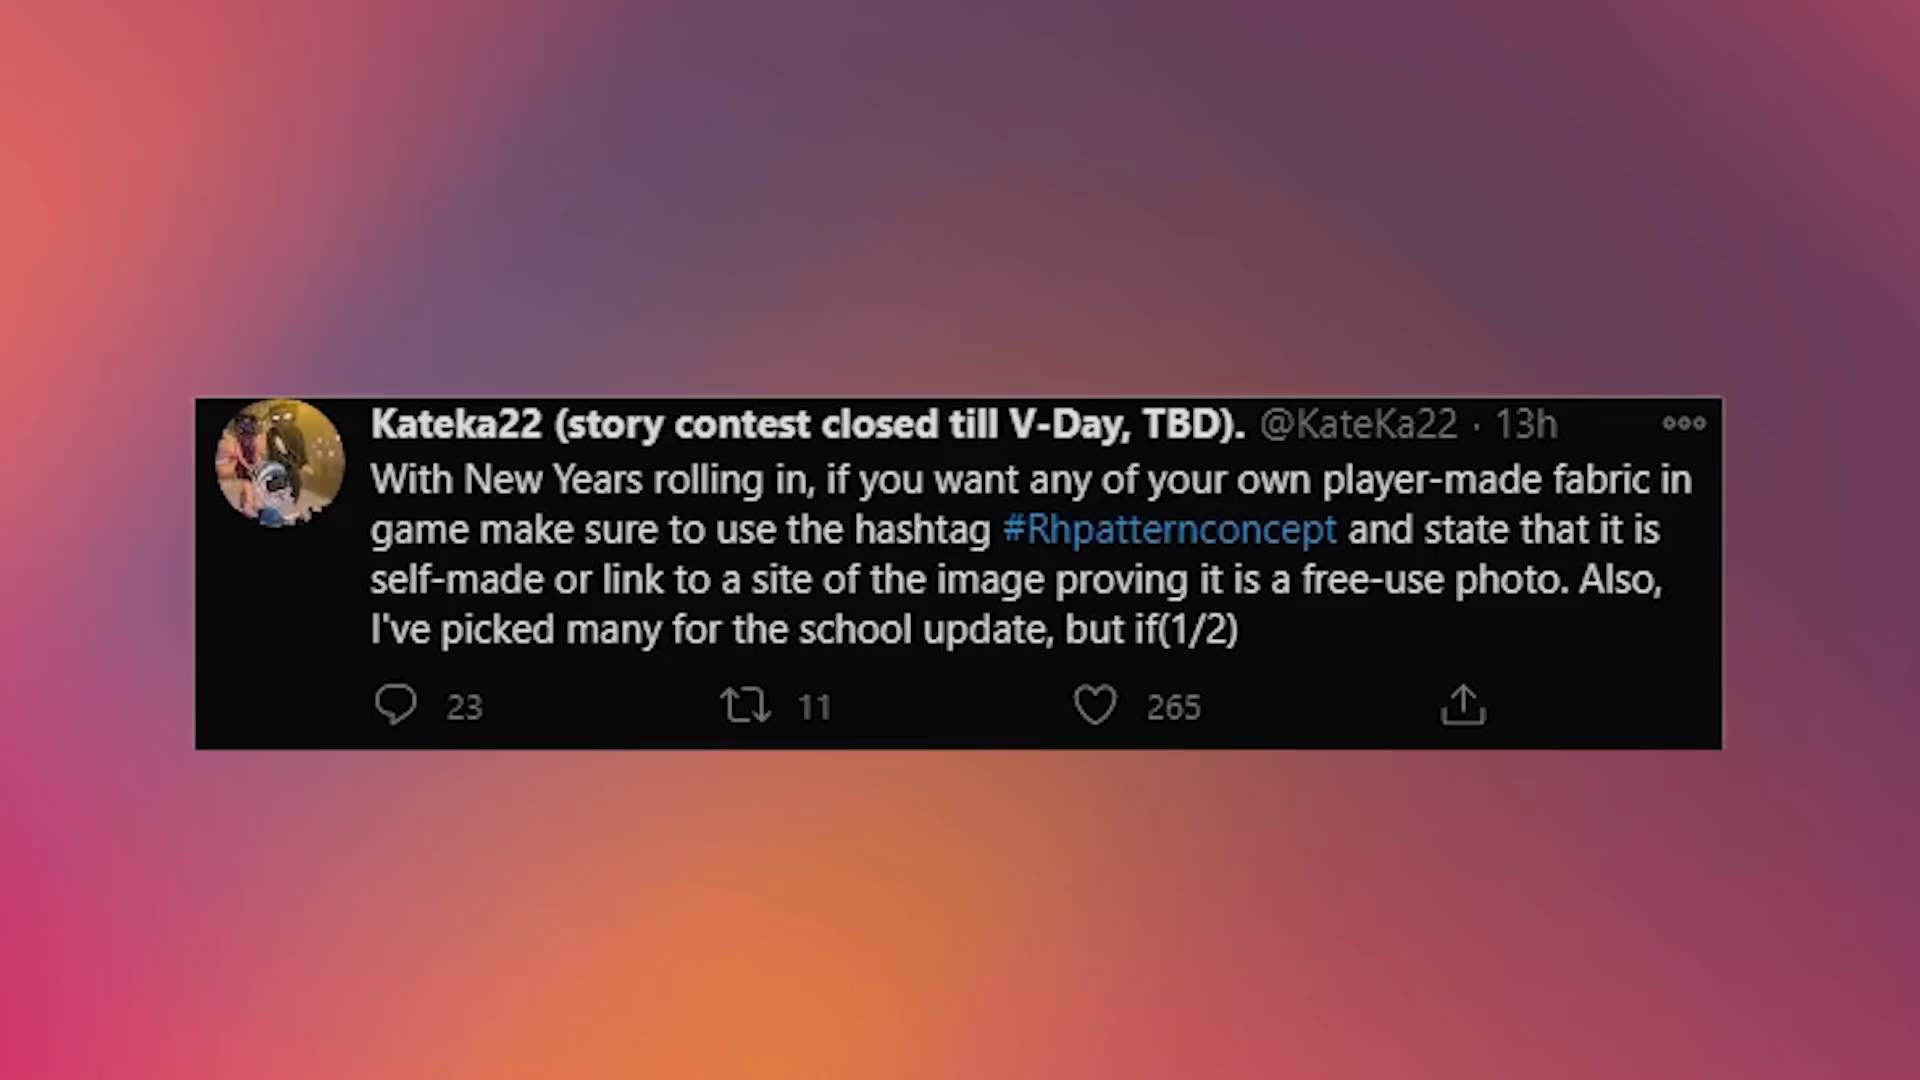 Kateka22 (story contest closed till V-Day, TBD). @KateKa22 · 13h
With New Years rolling in, if you want any of your own player-made fabric in
game make sure to use the hashtag #Rhpatternconcept and state that it is
self-made or link to a site of the image proving it is a free-use photo. Also,
I've picked many for the school update, but if(1/2)
23 11 265